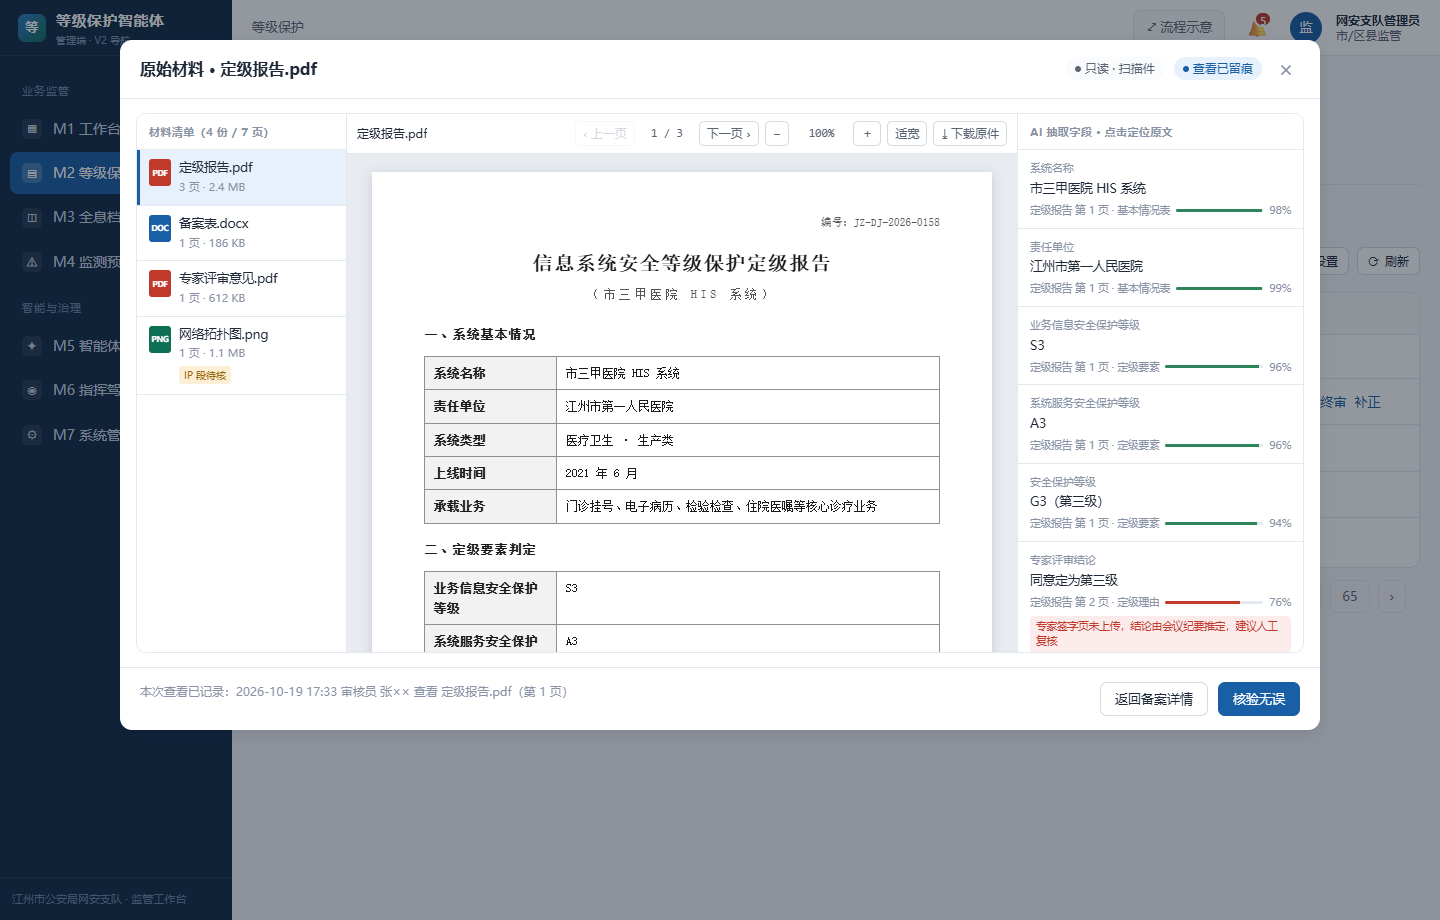 等
等级保护智能体
管理端 · V2 导航
等级保护
⤢ 流程示意
5
监
网安支队管理员
市/区县监管
业务监管
M1 工作台
M2 等级保
M3 全息档
M4 监测预
智能与治理
M5 智能体
M6 指挥驾
M7 系统管
江州市公安局网安支队 · 监管工作台
设置
刷新
终审 补正
65
›
原始材料 • 定级报告.pdf
只读 · 扫描件
查看已留痕
✕
材料清单（4 份 / 7 页）
PDF
定级报告.pdf
3 页 · 2.4 MB
DOC
备案表.docx
1 页 · 186 KB
PDF
专家评审意见.pdf
1 页 · 612 KB
PNG
网络拓扑图.png
1 页 · 1.1 MB
IP 段待核
定级报告.pdf
‹ 上一页
1 / 3
下一页 ›
−
100%
+
适宽
⤓ 下载原件
编号：JZ-DJ-2026-0158
信息系统安全等级保护定级报告
（市三甲医院 HIS 系统）
一、系统基本情况
系统名称 市三甲医院 HIS 系统
责任单位 江州市第一人民医院
系统类型 医疗卫生 · 生产类
上线时间 2021 年 6 月
承载业务 门诊挂号、电子病历、检验检查、住院医嘱等核心诊疗业务
二、定级要素判定
业务信息安全保护等级 S3
系统服务安全保护 A3
AI 抽取字段 • 点击定位原文
系统名称
市三甲医院 HIS 系统
定级报告 第 1 页 · 基本情况表 98%
责任单位
江州市第一人民医院
定级报告 第 1 页 · 基本情况表 99%
业务信息安全保护等级
S3
定级报告 第 1 页 · 定级要素 96%
系统服务安全保护等级
A3
定级报告 第 1 页 · 定级要素 96%
安全保护等级
G3（第三级）
定级报告 第 1 页 · 定级要素 94%
专家评审结论
同意定为第三级
定级报告 第 2 页 · 定级理由 76%
专家签字页未上传，结论由会议纪要推定，建议人工
复核
本次查看已记录：2026-10-19 17:33 审核员 张×× 查看 定级报告.pdf（第 1 页）
返回备案详情
核验无误